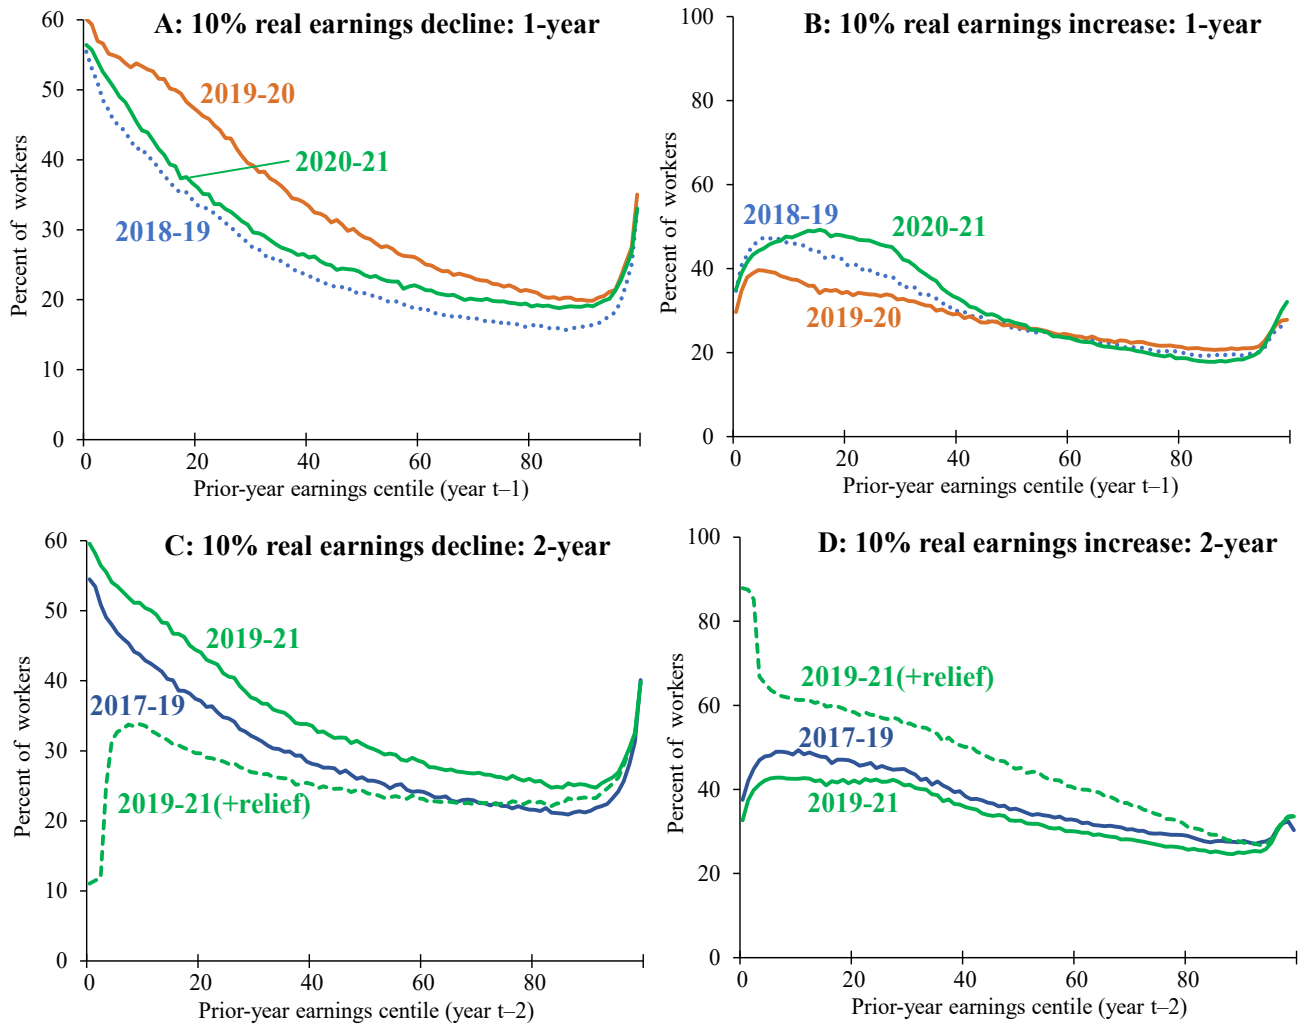 A: 10% real earnings decline: 1-year
60
50
40
30
20
10
0
Percent of workers
2019-20
2020-21
2018-19
0 20 40 60 80
Prior-year earnings centile (year t–1)
B: 10% real earnings increase: 1-year
100
80
60
40
20
0
Percent of workers
2018-19
2020-21
2019-20
0 20 40 60 80
Prior-year earnings centile (year t–1)
C: 10% real earnings decline: 2-year
60
50
40
30
20
10
0
Percent of workers
2019-21
2017-19
2019-21(+relief)
0 20 40 60 80
Prior-year earnings centile (year t–2)
D: 10% real earnings increase: 2-year
100
80
60
40
20
0
Percent of workers
2019-21(+relief)
2017-19
2019-21
0 20 40 60 80
Prior-year earnings centile (year t–2)